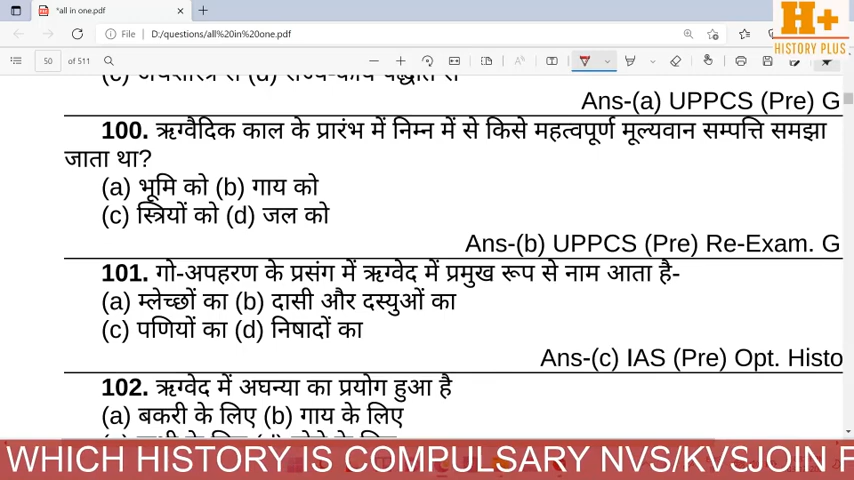 *all in one.pdf
File
D:/questions/all%20in%20one.pdf
H+
HISTORY PLUS
50 of 511
Ans-(a) UPPCS (Pre) G
100. ऋग्वैदिक काल के प्रारंभ में निम्न में से किसे महत्वपूर्ण मूल्यवान सम्पत्ति समझा
जाता था?
(a) भूमि को (b) गाय को
(c) स्त्रियों को (d) जल को
Ans-(b) UPPCS (Pre) Re-Exam. G
101. गो-अपहरण के प्रसंग में ऋग्वेद में प्रमुख रूप से नाम आता है-
(a) म्लेच्छों का (b) दासी और दस्युओं का
(c) पणियों का (d) निषादों का
Ans-(c) IAS (Pre) Opt. Histo
102. ऋग्वेद में अघन्या का प्रयोग हुआ है
(a) बकरी के लिए (b) गाय के लिए
WHICH HISTORY IS COMPULSARY NVS/KVSJOIN F